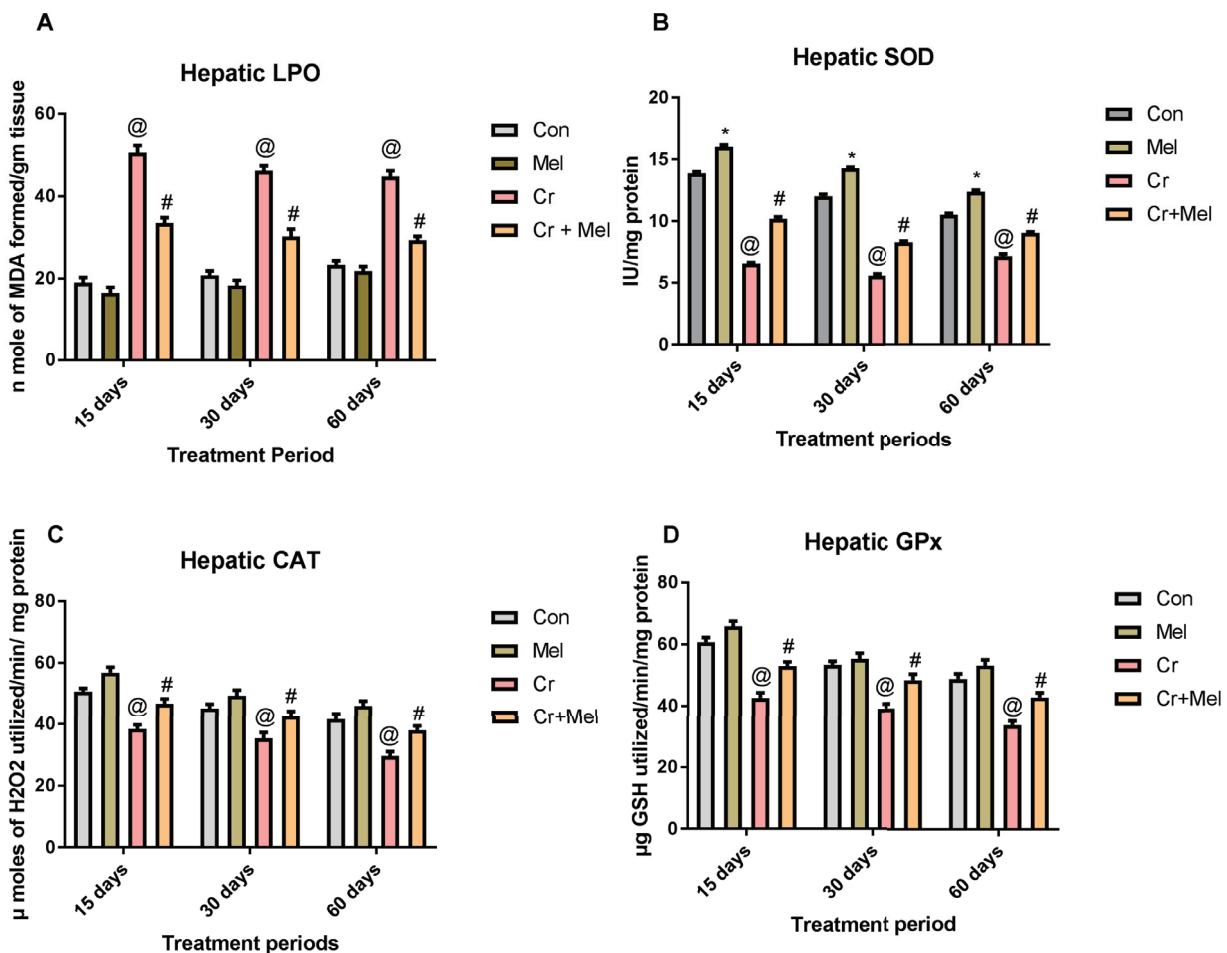 A
Hepatic LPO
n mole of MDA formed/gm tissue
60
40
20
0
@
#
@
#
@
#
15 days
30 days
60 days
Treatment Period
Con
Mel
Cr
Cr + Mel
B
Hepatic SOD
IU/mg protein
20
15
10
5
0
*
@
#
*
@
#
*
@
#
15 days
30 days
60 days
Treatment periods
Con
Mel
Cr
Cr+Mel
C
Hepatic CAT
µ moles of H2O2 utilized/min/ mg protein
80
60
40
20
0
@
#
@
#
@
#
15 days
30 days
60 days
Treatment periods
Con
Mel
Cr
Cr+Mel
D
Hepatic GPx
µg GSH utilized/min/mg protein
80
60
40
20
0
@
#
@
#
@
#
15 days
30 days
60 days
Treatment period
Con
Mel
Cr
Cr+Mel